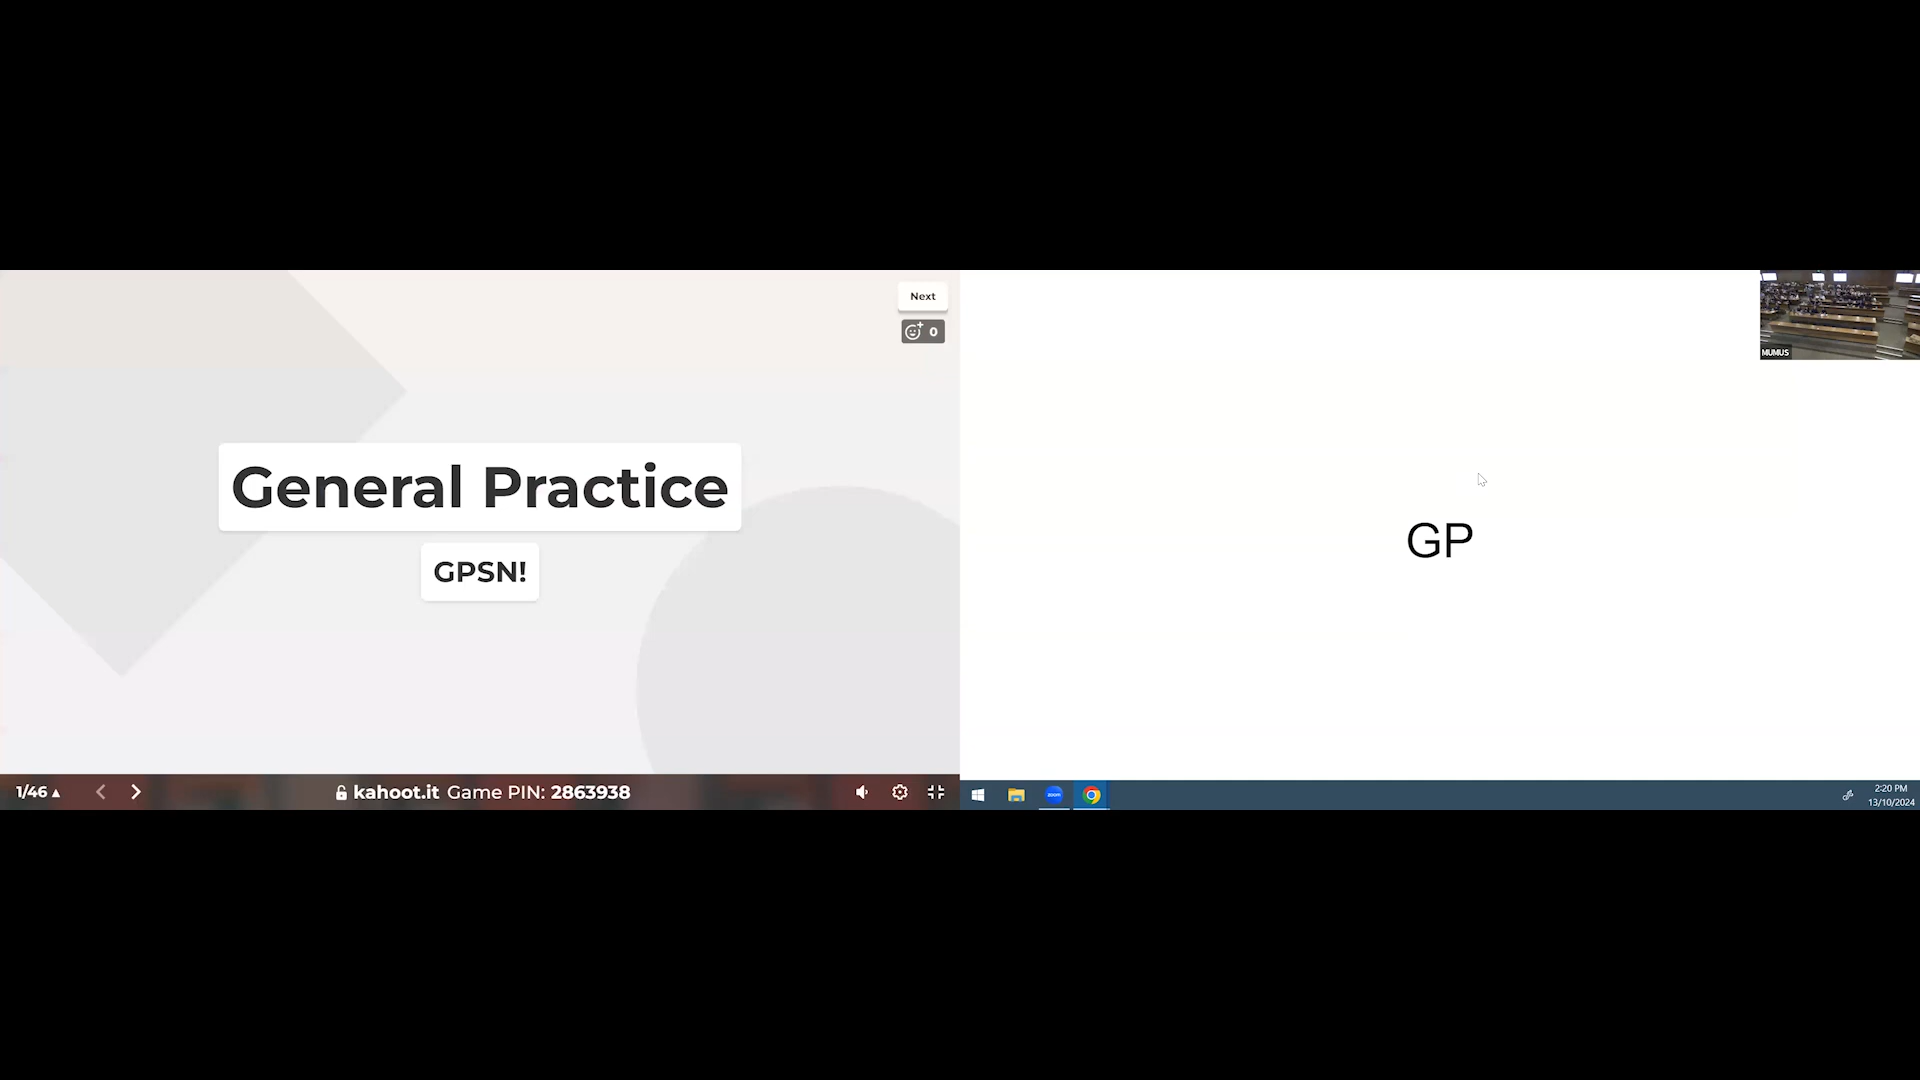 Next
0
General Practice
GPSN!
1/46
kahoot.it Game PIN: 2863938
MUMUS
GP
zoom
2:20 PM
13/10/2024